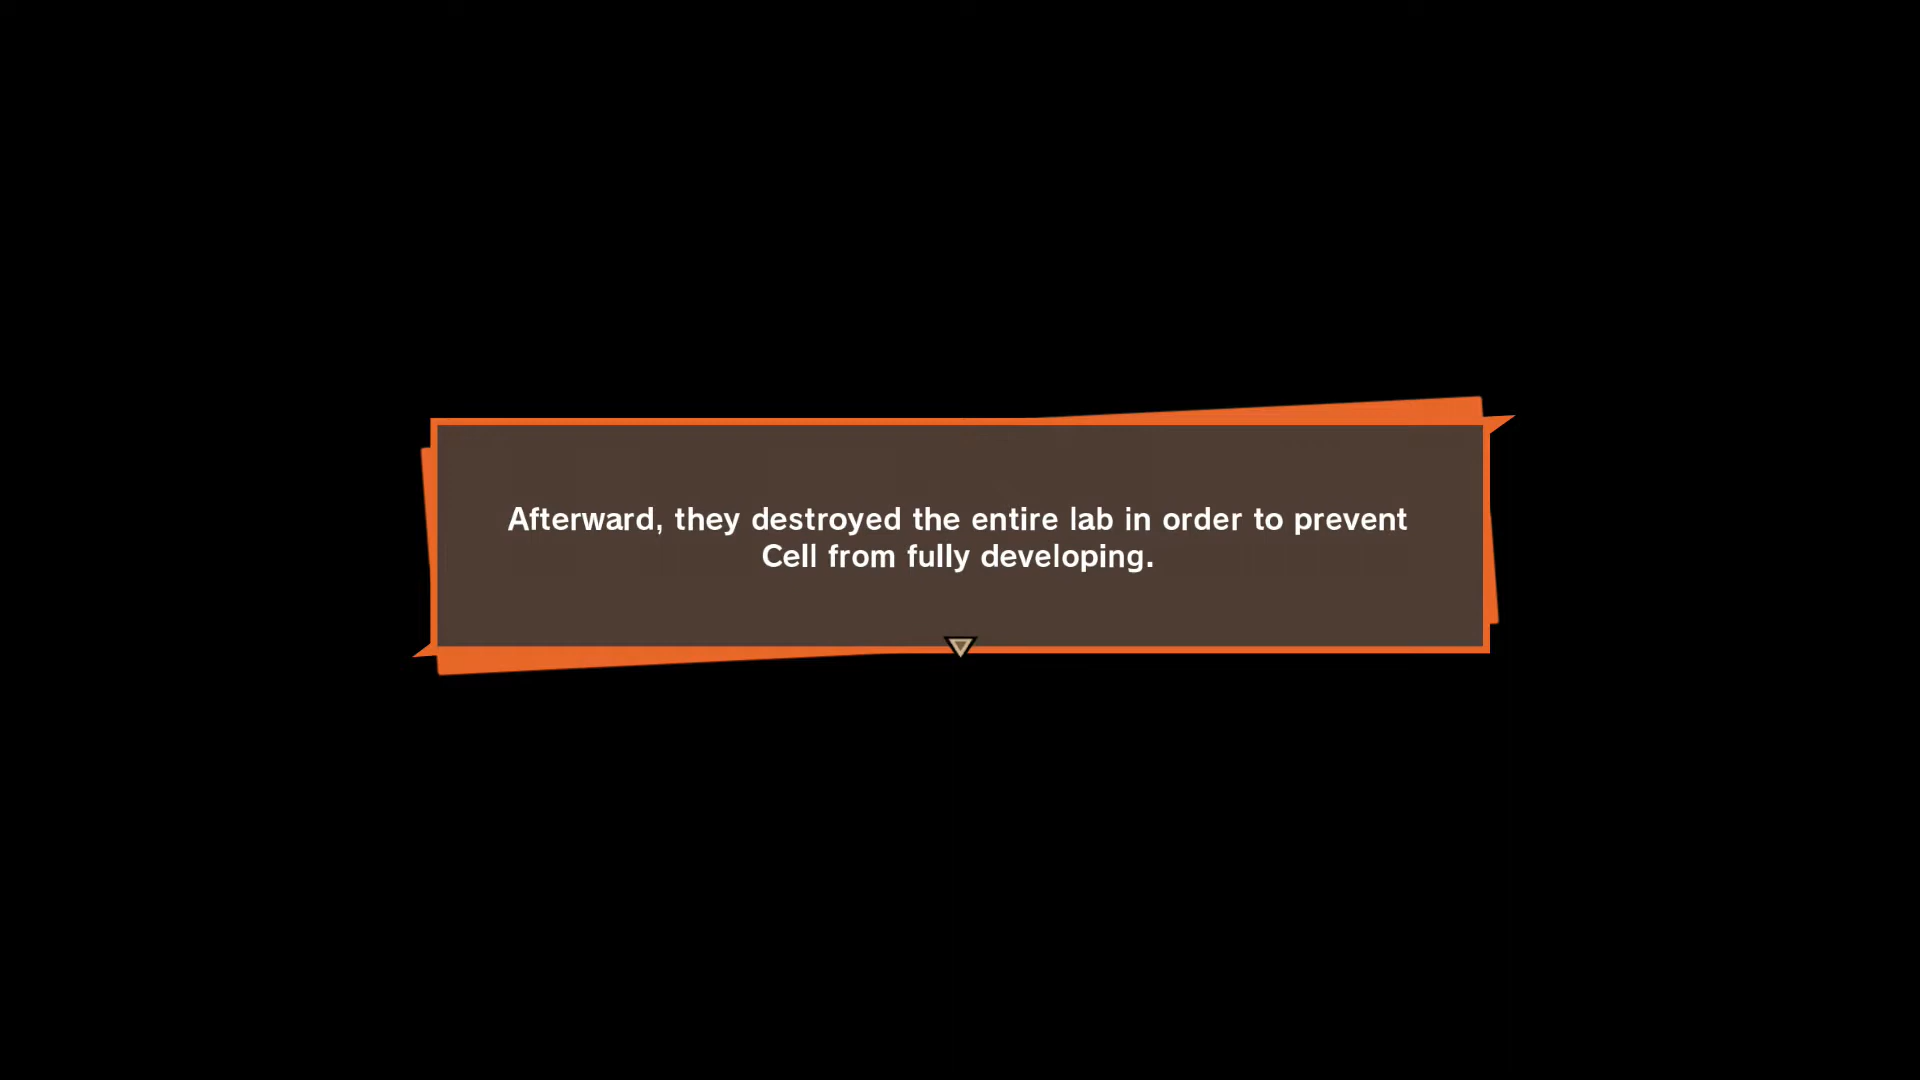 Afterward, they destroyed the entire lab in order to prevent
Cell from fully developing.